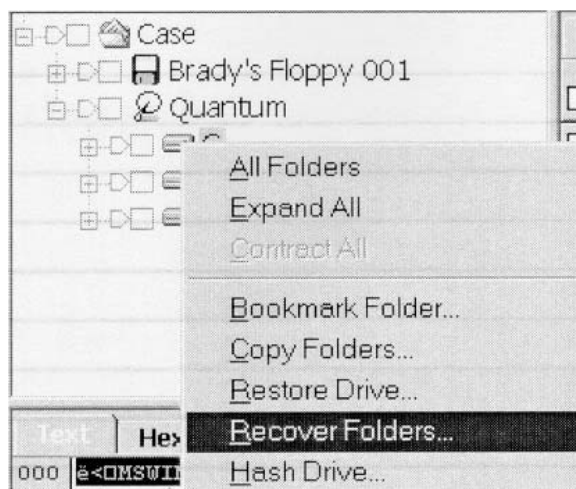 Case
Brady's Floppy 001
Quantum
C
All Folders
Expand All
Contract All
Bookmark Folder...
Copy Folders...
Restore Drive...
Recover Folders...
Text
Hex
Hash Drive...
000 ë<□MSWIN